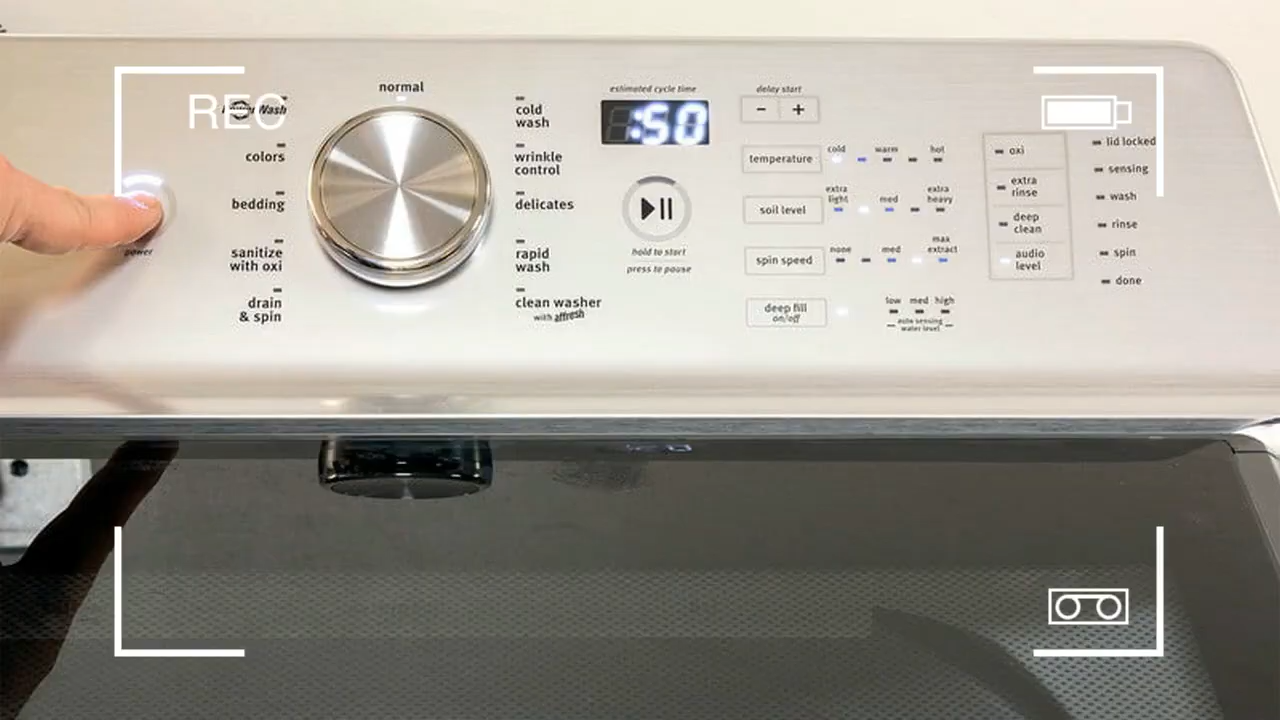 REC
PowerWash
colors
bedding
sanitize
with oxi
drain
& spin
power
normal
cold
wash
wrinkle
control
delicates
rapid
wash
clean washer
with affresh
estimated cycle time
:50
hold to start
press to pause
delay start
- +
temperature
cold warm hot
soil level
extra
light
med
extra
heavy
spin speed
none med
max
extract
deep fill
on/off
low med high
auto sensing
water level
oxi
extra
rinse
deep
clean
audio
level
lid locked
sensing
wash
rinse
spin
done